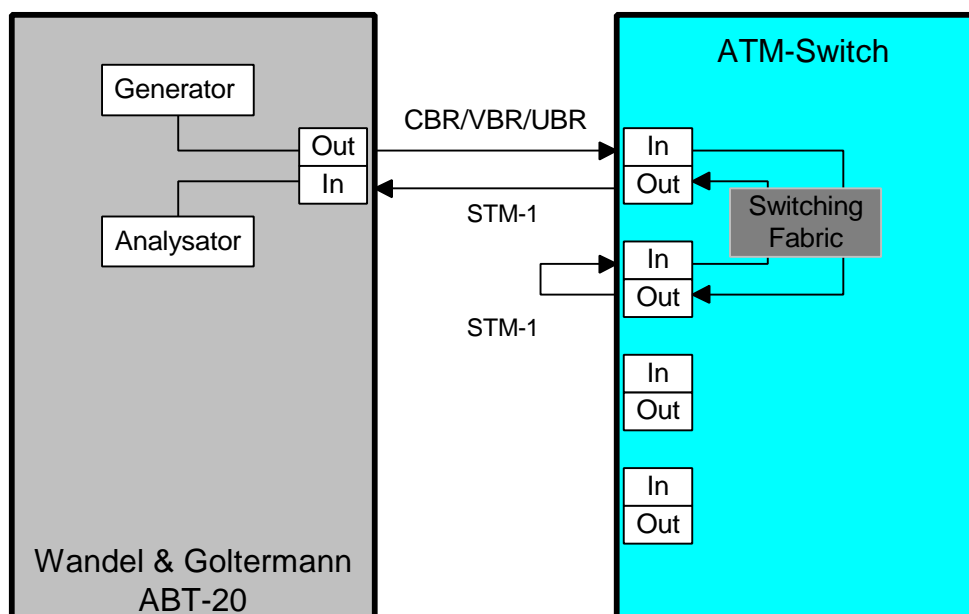 ATM-Switch
Generator
CBR/VBR/UBR
Out
In
In
Out
STM-1
Switching
Fabric
Analysator
In
Out
STM-1
In
Out
In
Out
Wandel & Goltermann
ABT-20